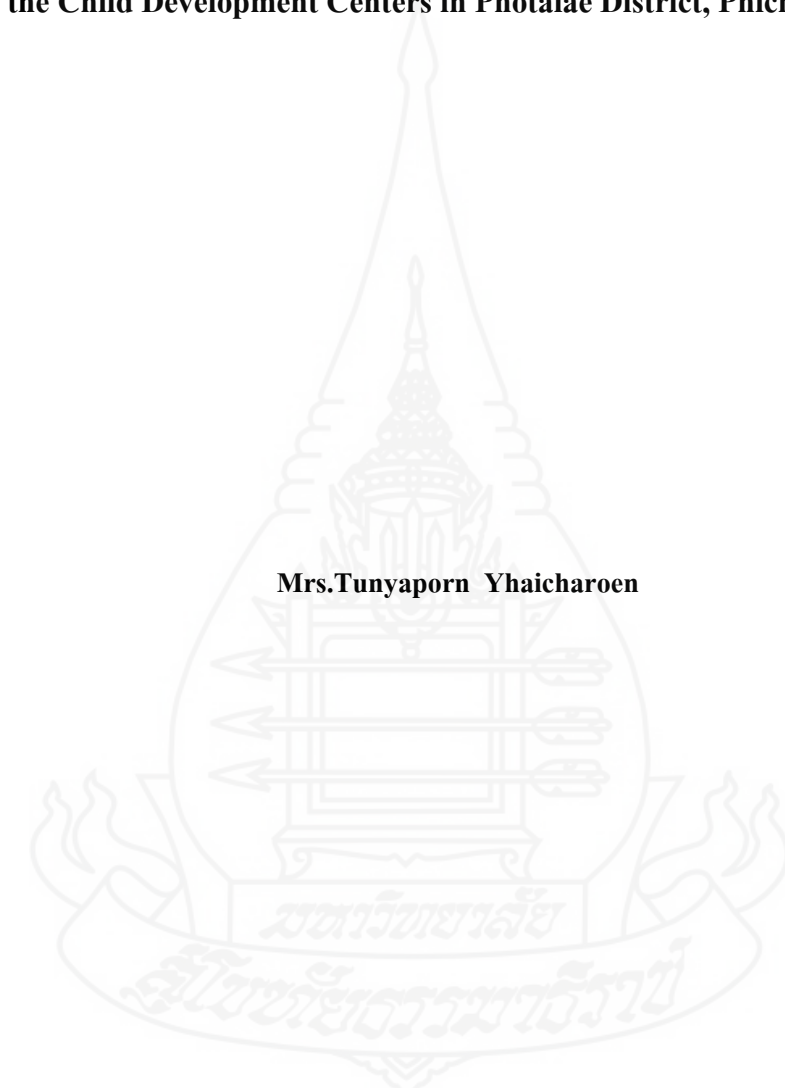 the Child Development Centers in Photalae District, Phich
Mrs.Tunyaporn Yhaicharoen
มหาวิทยาลัย
สุโขทัยธรรมาธิราช